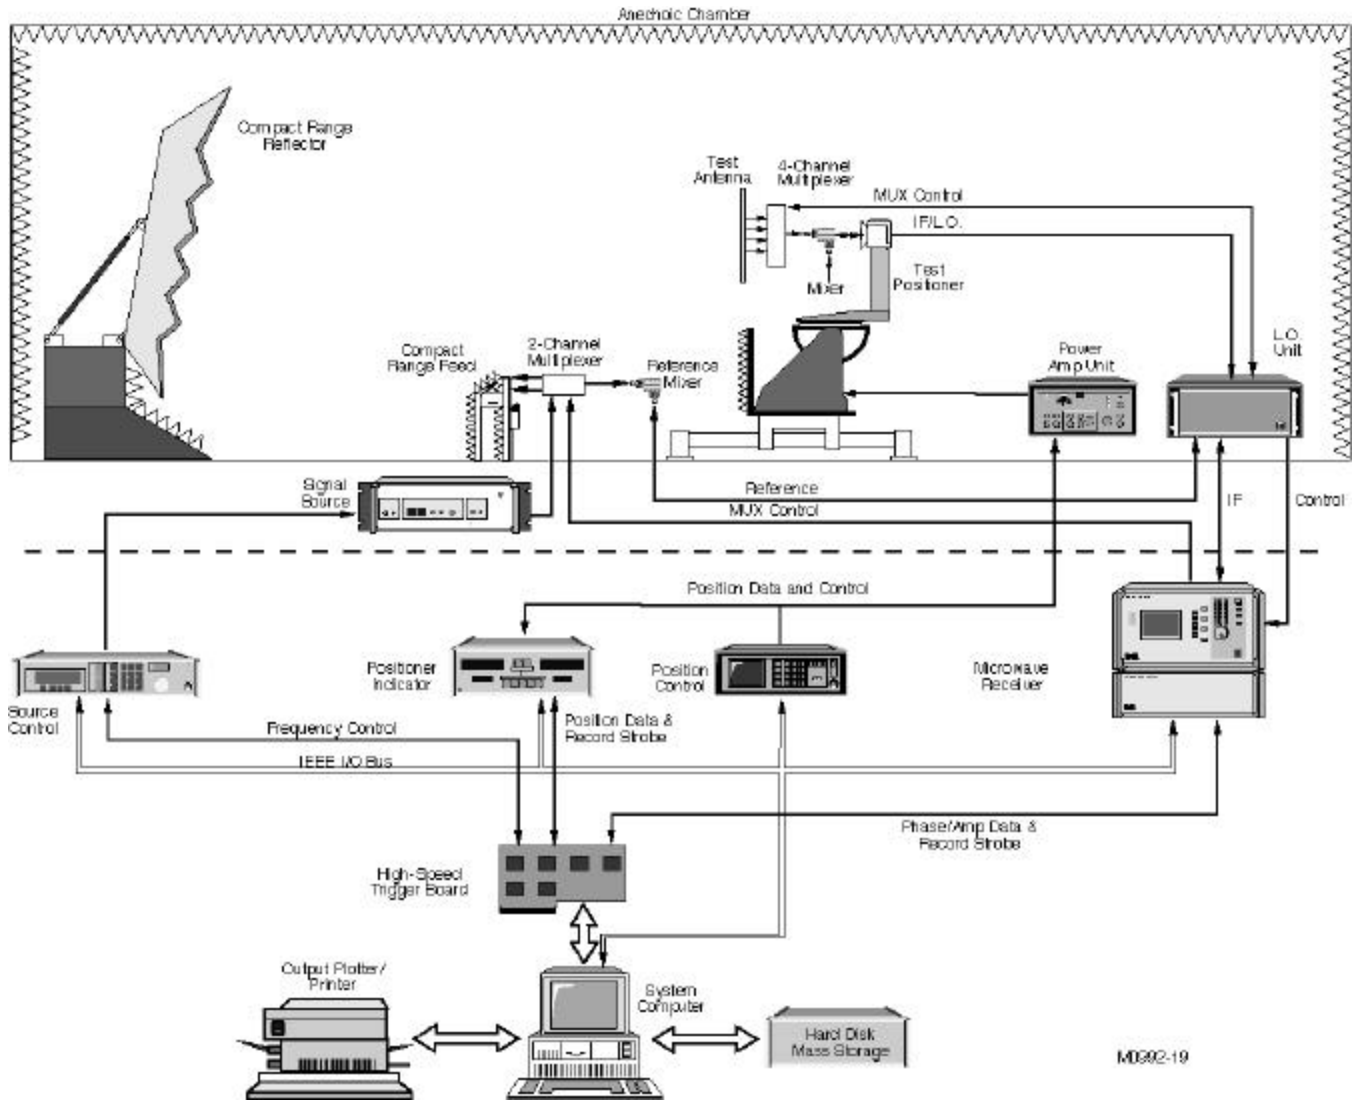 Anechoic Chamber
Compact Range
Reflector
Test
Antenna
4-Channel
Multiplexer
MUX Control
IF/L.O.
Mixer
Test
Positioner
Compact
Range Feed
2-Channel
Multiplexer
Reference
Mixer
Power
Amp Unit
L.O.
Unit
Signal
Source
Reference
MUX Control
IF
Control
Position Data and Control
Source
Control
Positioner
Indicator
Position
Control
Microwave
Receiver
Frequency Control
Position Data &
Record Strobe
IEEE I/O Bus
Phase/Amp Data &
Record Strobe
High-Speed
Trigger Board
Output Plotter/
Printer
System
Computer
Hard Disk
Mass Storage
M0992-19